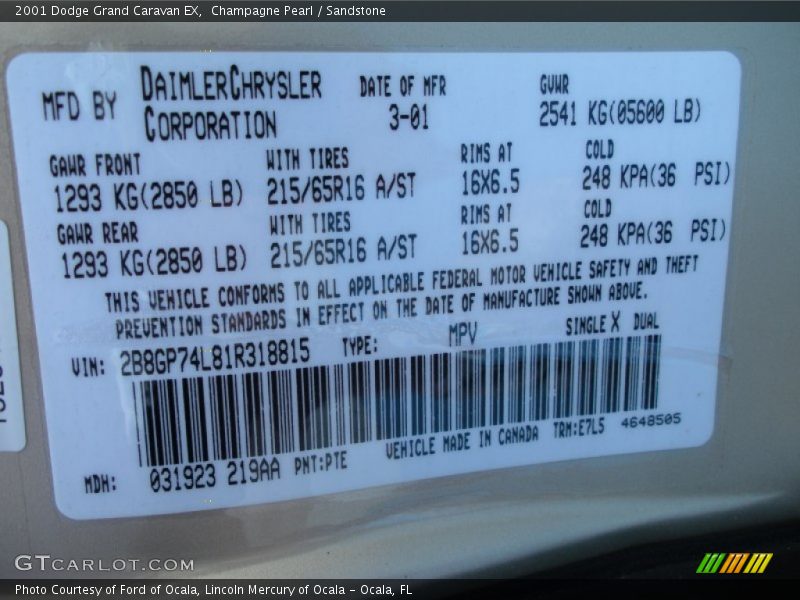 2001 Dodge Grand Caravan EX,  Champagne Pearl / Sandstone
MFD BY DAIMLERCHRYSLER CORPORATION DATE OF MFR 3-01 GVWR 2541 KG(05600 LB)
GAWR FRONT WITH TIRES RIMS AT COLD
1293 KG(2850 LB) 215/65R16 A/ST 16X6.5 248 KPA(36 PSI)
GAWR REAR WITH TIRES RIMS AT COLD
1293 KG(2850 LB) 215/65R16 A/ST 16X6.5 248 KPA(36 PSI)
THIS VEHICLE CONFORMS TO ALL APPLICABLE FEDERAL MOTOR VEHICLE SAFETY AND THEFT
PREVENTION STANDARDS IN EFFECT ON THE DATE OF MANUFACTURE SHOWN ABOVE.
VIN: 2B8GP74L81R318815 TYPE: MPV SINGLE X DUAL
MDH: 031923 219AA PNT:PTE VEHICLE MADE IN CANADA TRM:E7L5 4648505
GTCARLOT.COM
Photo Courtesy of Ford of Ocala, Lincoln Mercury of Ocala – Ocala, FL